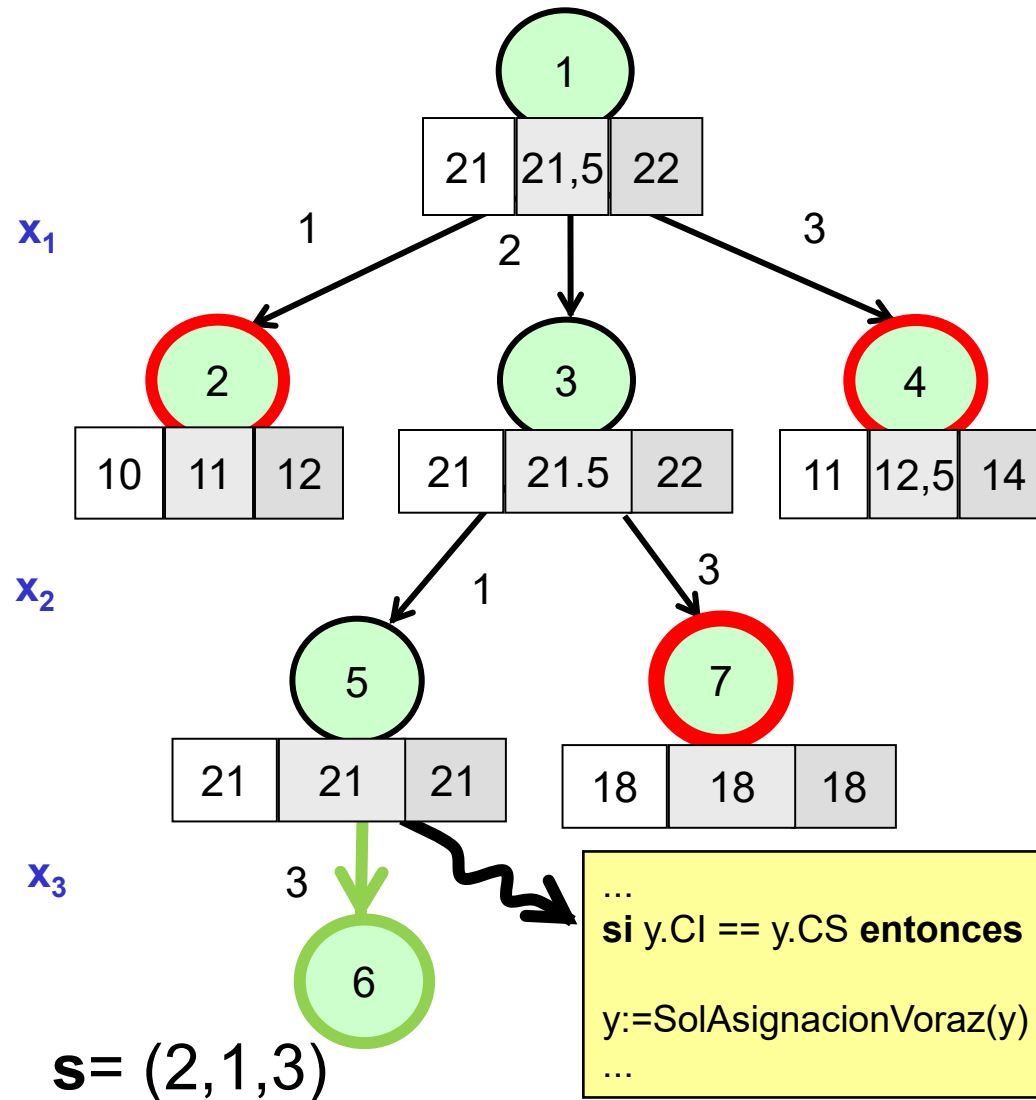 1
21 21,5 22
x1
1 2 3
2 3 4
10 11 12
21 21.5 22
11 12,5 14
x2
1 3
5 7
21 21 21
18 18 18
x3
3
6
s= (2,1,3)
...
si y.CI == y.CS entonces
y:=SolAsignacionVoraz(y)
...